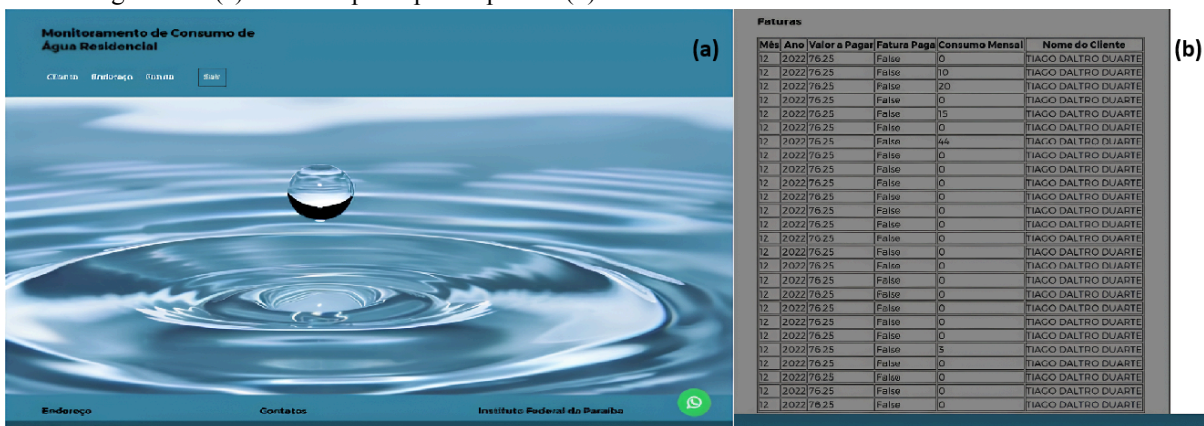 Monitoramento de Consumo de
Água Residencial
(a)
Cliente Endereço Fatura Sair
Endereço Contatos Instituto Federal da Paraíba
Faturas
(b)
Mês Ano Valor a Pagar Fatura Paga Consumo Mensal Nome do Cliente
12 2022 76.25 False 0 TIAGO DALTRO DUARTE
12 2022 76.25 False 10 TIAGO DALTRO DUARTE
12 2022 76.25 False 20 TIAGO DALTRO DUARTE
12 2022 76.25 False 0 TIAGO DALTRO DUARTE
12 2022 76.25 False 15 TIAGO DALTRO DUARTE
12 2022 76.25 False 0 TIAGO DALTRO DUARTE
12 2022 76.25 False 44 TIAGO DALTRO DUARTE
12 2022 76.25 False 0 TIAGO DALTRO DUARTE
12 2022 76.25 False 0 TIAGO DALTRO DUARTE
12 2022 76.25 False 0 TIAGO DALTRO DUARTE
12 2022 76.25 False 0 TIAGO DALTRO DUARTE
12 2022 76.25 False 0 TIAGO DALTRO DUARTE
12 2022 76.25 False 0 TIAGO DALTRO DUARTE
12 2022 76.25 False 0 TIAGO DALTRO DUARTE
12 2022 76.25 False 0 TIAGO DALTRO DUARTE
12 2022 76.25 False 0 TIAGO DALTRO DUARTE
12 2022 76.25 False 0 TIAGO DALTRO DUARTE
12 2022 76.25 False 0 TIAGO DALTRO DUARTE
12 2022 76.25 False 0 TIAGO DALTRO DUARTE
12 2022 76.25 False 0 TIAGO DALTRO DUARTE
12 2022 76.25 False 0 TIAGO DALTRO DUARTE
12 2022 76.25 False 3 TIAGO DALTRO DUARTE
12 2022 76.25 False 0 TIAGO DALTRO DUARTE
12 2022 76.25 False 0 TIAGO DALTRO DUARTE
12 2022 76.25 False 0 TIAGO DALTRO DUARTE
12 2022 76.25 False 0 TIAGO DALTRO DUARTE